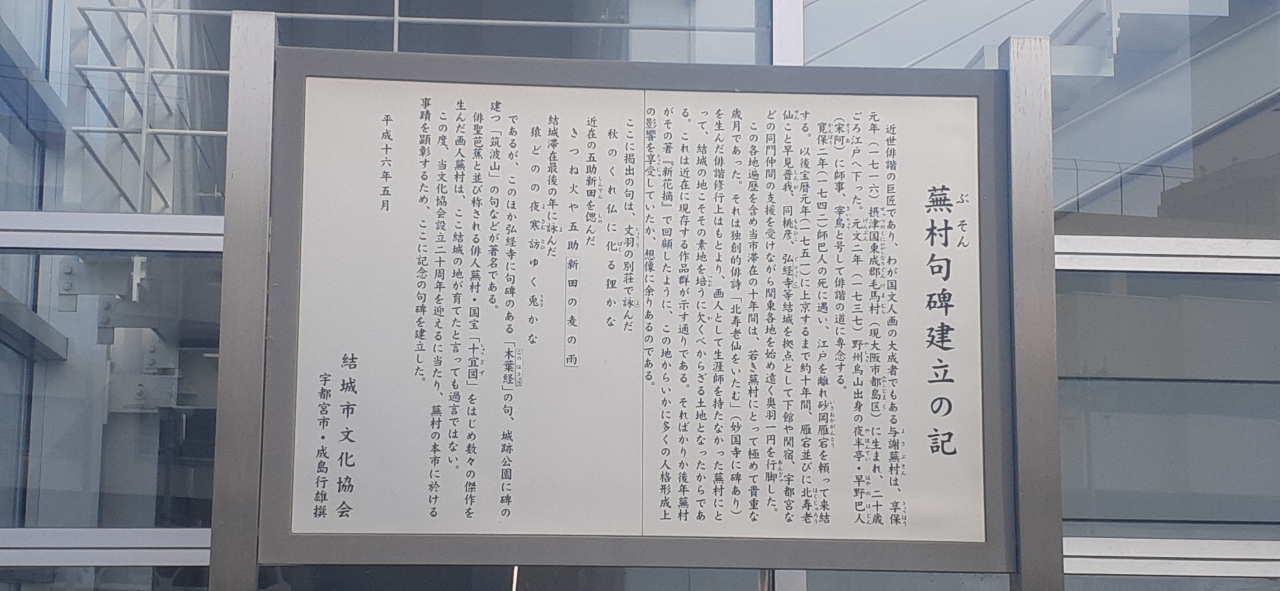 蕪村句碑建立の記
近世俳諧の巨匠であり、わが国文人画の大成者でもある与謝蕪村は、享保
元年（一七一六）摂津国東成郡毛馬村（現大阪市都島区）に生まれ、二十歳
ごろ江戸へ下った。元文二年（一七三七）野州烏山出身の夜半亭・早野巴人
（宋阿）に師事、宰鳥と号して俳諧の道に専念する。
寛保二年（一七四二）師巴人の死に遇い、江戸を離れ砂岡雁宕を頼って来結
する。以後宝暦元年（一七五一）に上京するまで約十年間、雁宕並びに北寿老
仙こと早見晋我、同桃彦、弘経寺等結城を拠点として下館や関宿、宇都宮な
どの同門仲間の支援を受けながら関東各地を始め遠く奥羽一円を行脚した。
この各地遍歴を含め当市滞在の十年間は、若き蕪村にとって極めて貴重な
歳月であった。それは独創的俳詩「北寿老仙をいたむ」（妙国寺に碑あり）
を生んだ俳諧修行上はもとより、画人として生涯師を持たなかった蕪村にと
って、結城の地こそその素地を培うに欠くべからざる土地となったからであ
る。これは近在に現存する作品群が示す通りである。そればかりか後年蕪村
がその著『新花摘』で回顧したように、この地からいかに多くの人格形成上
の影響を享受していたか、想像に余りあるのである。
ここに掲出の句は、丈羽の別荘で詠んだ
秋のくれ仏に化る狸かな
近在の五助新田を偲んだ
きつね火や五助新田の麦の雨
結城滞在最後の年に詠んだ
猿どのの夜寒訪ゆく兎かな
であるが、このほか弘経寺に句碑のある「木葉経」の句、城跡公園に碑の
建つ「筑波山」の句などが著名である。
俳聖芭蕉と並び称される俳人蕪村・国宝「十宜図」をはじめ数々の傑作を
生んだ画人蕪村は、ここ結城の地が育てたと言っても過言ではない。
この度、当文化協会設立二十周年を迎えるに当たり、蕪村の本市に於ける
事蹟を顕彰するため、ここに記念の句碑を建立した。
平成十六年五月
結城市文化協会
宇都宮市・成島行雄撰